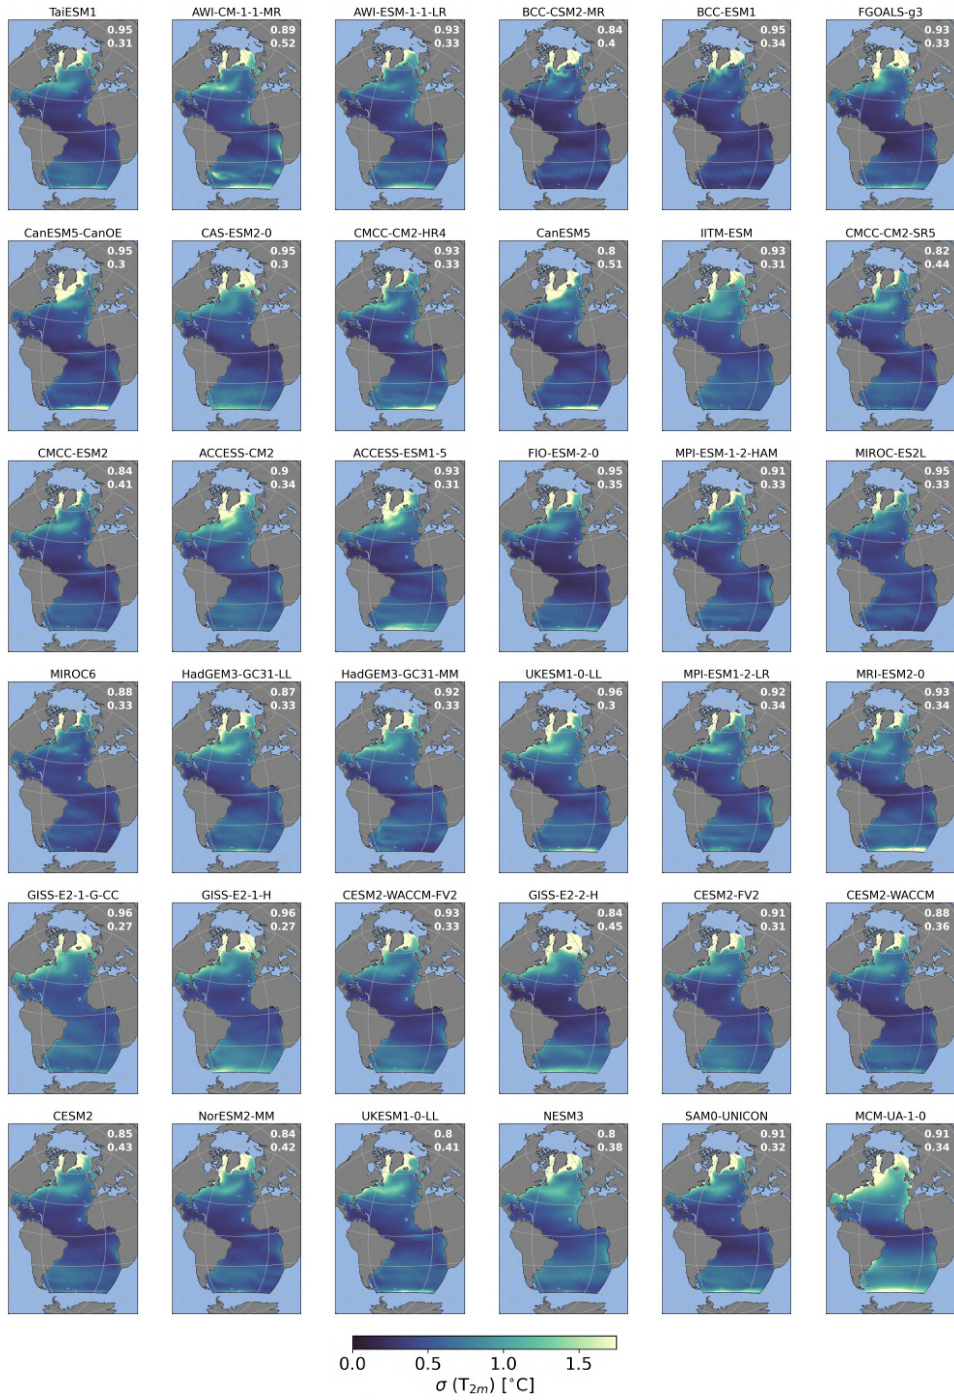 TaiESM1 AWI-CM-1-1-MR AWI-ESM-1-1-LR BCC-CSM2-MR BCC-ESM1 FGOALS-g3
0.95 0.89 0.93 0.84 0.95 0.93
0.31 0.52 0.33 0.4 0.34 0.33
CanESM5-CanOE CAS-ESM2-0 CMCC-CM2-HR4 CanESM5 IITM-ESM CMCC-CM2-SR5
0.95 0.95 0.93 0.8 0.93 0.82
0.3 0.3 0.33 0.51 0.31 0.44
CMCC-ESM2 ACCESS-CM2 ACCESS-ESM1-5 FIO-ESM-2-0 MPI-ESM-1-2-HAM MIROC-ES2L
0.84 0.9 0.93 0.95 0.91 0.95
0.41 0.34 0.31 0.35 0.33 0.33
MIROC6 HadGEM3-GC31-LL HadGEM3-GC31-MM UKESM1-0-LL MPI-ESM1-2-LR MRI-ESM2-0
0.88 0.87 0.92 0.96 0.92 0.93
0.33 0.33 0.33 0.3 0.34 0.34
GISS-E2-1-G-CC GISS-E2-1-H CESM2-WACCM-FV2 GISS-E2-2-H CESM2-FV2 CESM2-WACCM
0.96 0.96 0.93 0.84 0.91 0.88
0.27 0.27 0.33 0.45 0.31 0.36
CESM2 NorESM2-MM UKESM1-0-LL NESM3 SAM0-UNICON MCM-UA-1-0
0.85 0.84 0.8 0.8 0.91 0.91
0.43 0.42 0.41 0.38 0.32 0.34
0.0 0.5 1.0 1.5
σ (T2m) [°C]